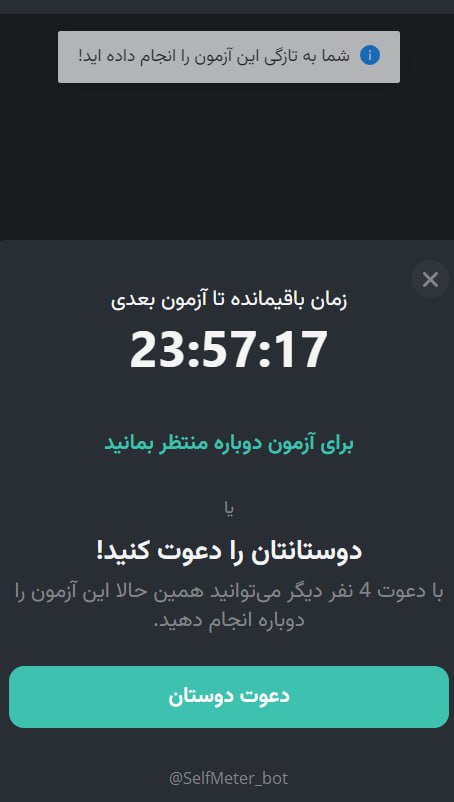 شما به تازگی این آزمون را انجام داده اید!
زمان باقیمانده تا آزمون بعدی
23:57:17
برای آزمون دوباره منتظر بمانید
یا
دوستانتان را دعوت کنید!
با دعوت 4 نفر دیگر می‌توانید همین حالا این آزمون را
دوباره انجام دهید.
دعوت دوستان
@SelfMeter_bot